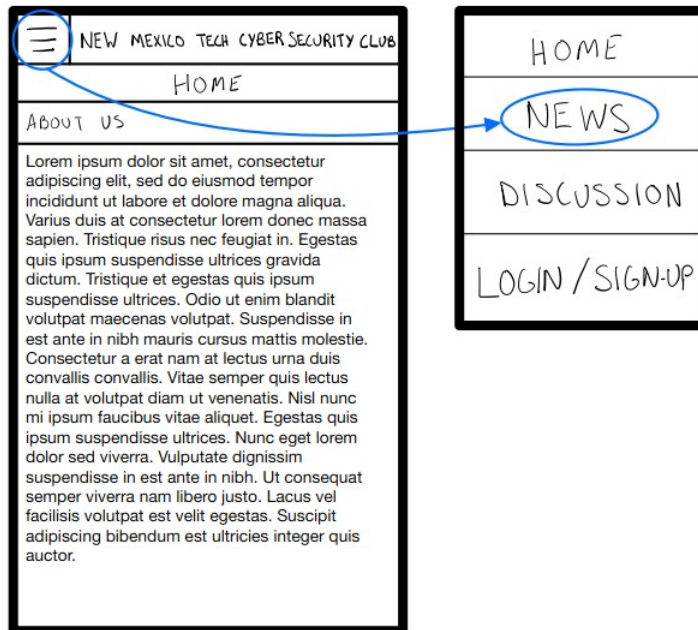 NEW MEXICO TECH CYBER SECURITY CLUB
HOME
ABOUT US
Lorem ipsum dolor sit amet, consectetur
adipiscing elit, sed do eiusmod tempor
incididunt ut labore et dolore magna aliqua.
Varius duis at consectetur lorem donec massa
sapien. Tristique risus nec feugiat in. Egestas
quis ipsum suspendisse ultrices gravida
dictum. Tristique et egestas quis ipsum
suspendisse ultrices. Odio ut enim blandit
volutpat maecenas volutpat. Suspendisse in
est ante in nibh mauris cursus mattis molestie.
Consectetur a erat nam at lectus urna duis
convallis convallis. Vitae semper quis lectus
nulla at volutpat diam ut venenatis. Nisl nunc
mi ipsum faucibus vitae aliquet. Egestas quis
ipsum suspendisse ultrices. Nunc eget lorem
dolor sed viverra. Vulputate dignissim
suspendisse in est ante in nibh. Ut consequat
semper viverra nam libero justo. Lacus vel
facilisis volutpat est velit egestas. Suscipit
adipiscing bibendum est ultricies integer quis
auctor.
HOME
NEWS
DISCUSSION
LOGIN / SIGN-UP